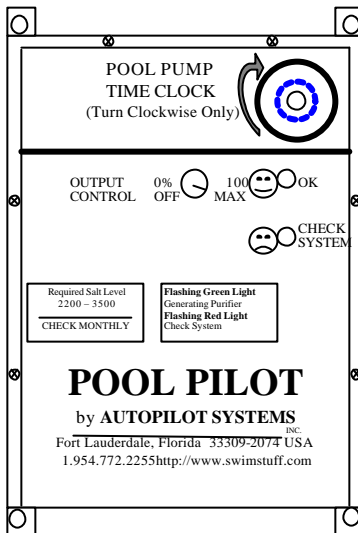 POOL PUMP
TIME CLOCK
(Turn Clockwise Only)
OUTPUT CONTROL
0% OFF
100 MAX
OK
CHECK SYSTEM
Required Salt Level
2200 – 3500
CHECK MONTHLY
Flashing Green Light
Generating Purifier
Flashing Red Light
Check System
POOL PILOT
by AUTOPILOT SYSTEMS
INC.
Fort Lauderdale, Florida 33309-2074 USA
1.954.772.2255http://www.swimstuff.com